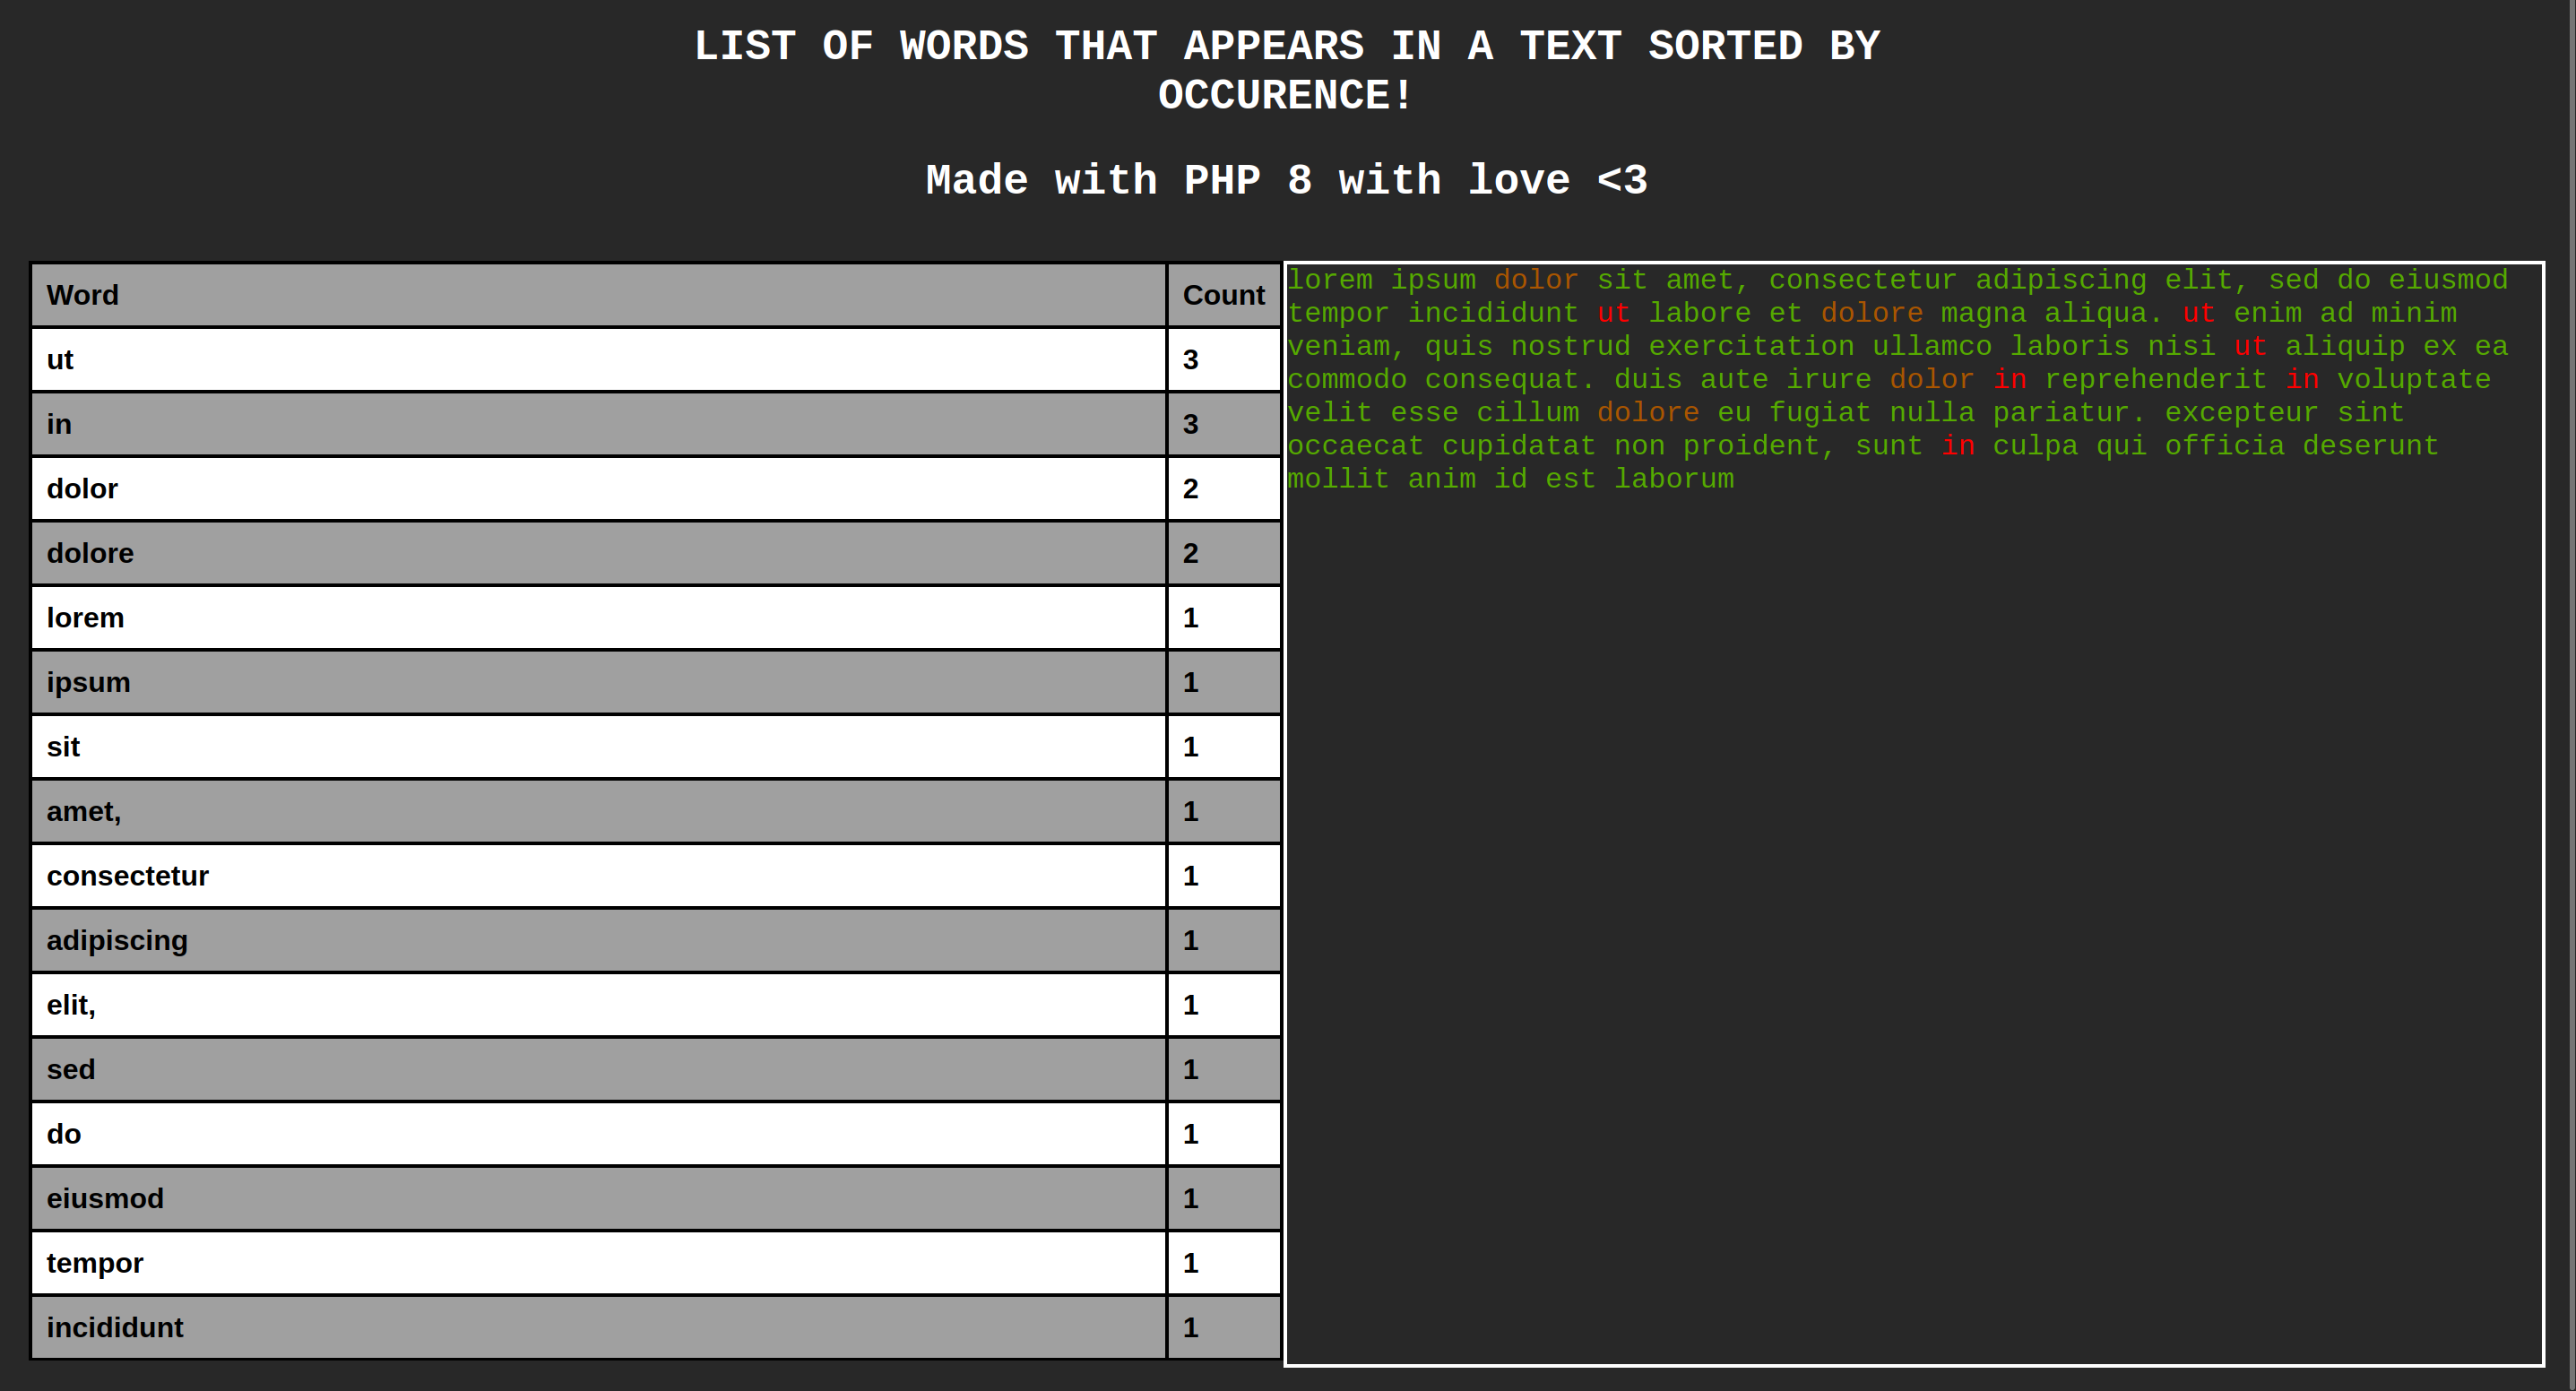 LIST OF WORDS THAT APPEARS IN A TEXT SORTED BY
OCCURENCE!
Made with PHP 8 with love <3
Word Count
ut 3
in 3
dolor 2
dolore 2
lorem 1
ipsum 1
sit 1
amet, 1
consectetur 1
adipiscing 1
elit, 1
sed 1
do 1
eiusmod 1
tempor 1
incididunt 1
lorem ipsum dolor sit amet, consectetur adipiscing elit, sed do eiusmod
tempor incididunt ut labore et dolore magna aliqua. ut enim ad minim
veniam, quis nostrud exercitation ullamco laboris nisi ut aliquip ex ea
commodo consequat. duis aute irure dolor in reprehenderit in voluptate
velit esse cillum dolore eu fugiat nulla pariatur. excepteur sint
occaecat cupidatat non proident, sunt in culpa qui officia deserunt
mollit anim id est laborum